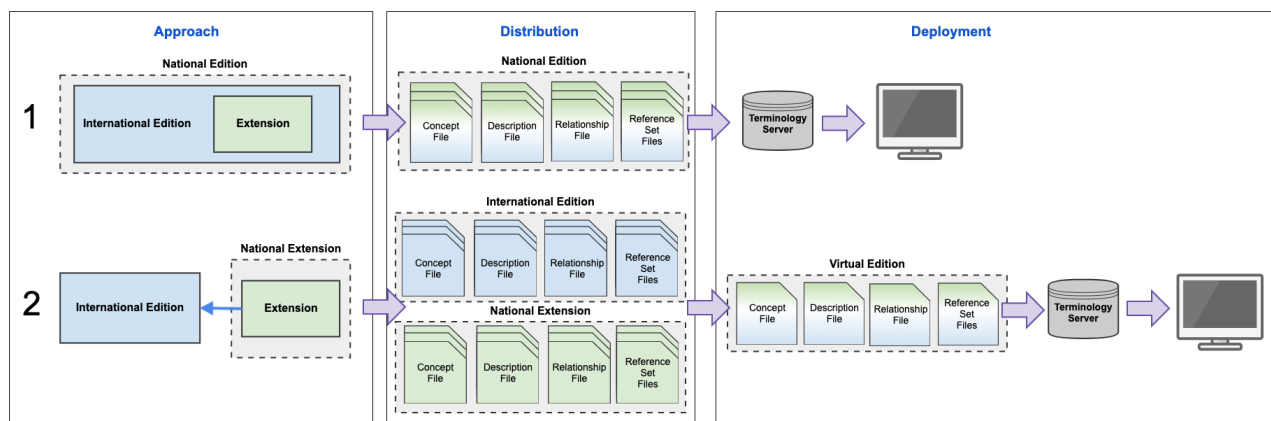 Approach
Distribution
Deployment
National Edition
National Edition
1
International Edition
Extension
Concept
File
Description
File
Relationship
File
Reference
Set
Files
Terminology
Server
International Edition
Concept
File
Description
File
Relationship
File
Reference
Set
Files
2
National Extension
International Edition
Extension
National Extension
Concept
File
Description
File
Relationship
File
Reference
Set
Files
Virtual Edition
Concept
File
Description
File
Relationship
File
Reference
Set
Files
Terminology
Server